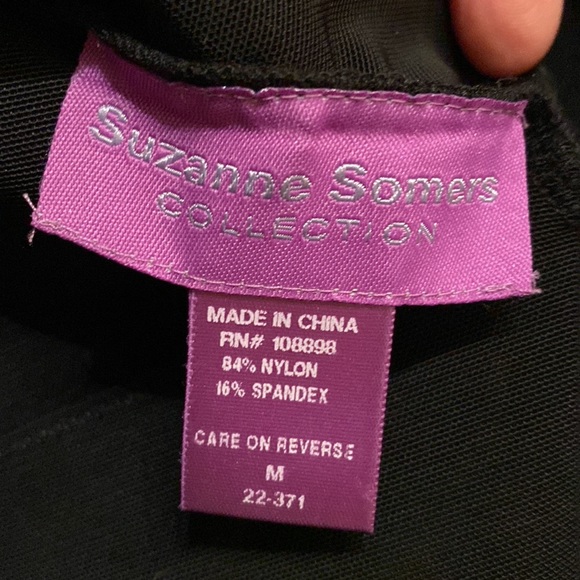 Suzanne Somers
COLLECTION
MADE IN CHINA
RN# 108898
84% NYLON
16% SPANDEX
CARE ON REVERSE
M
22-371